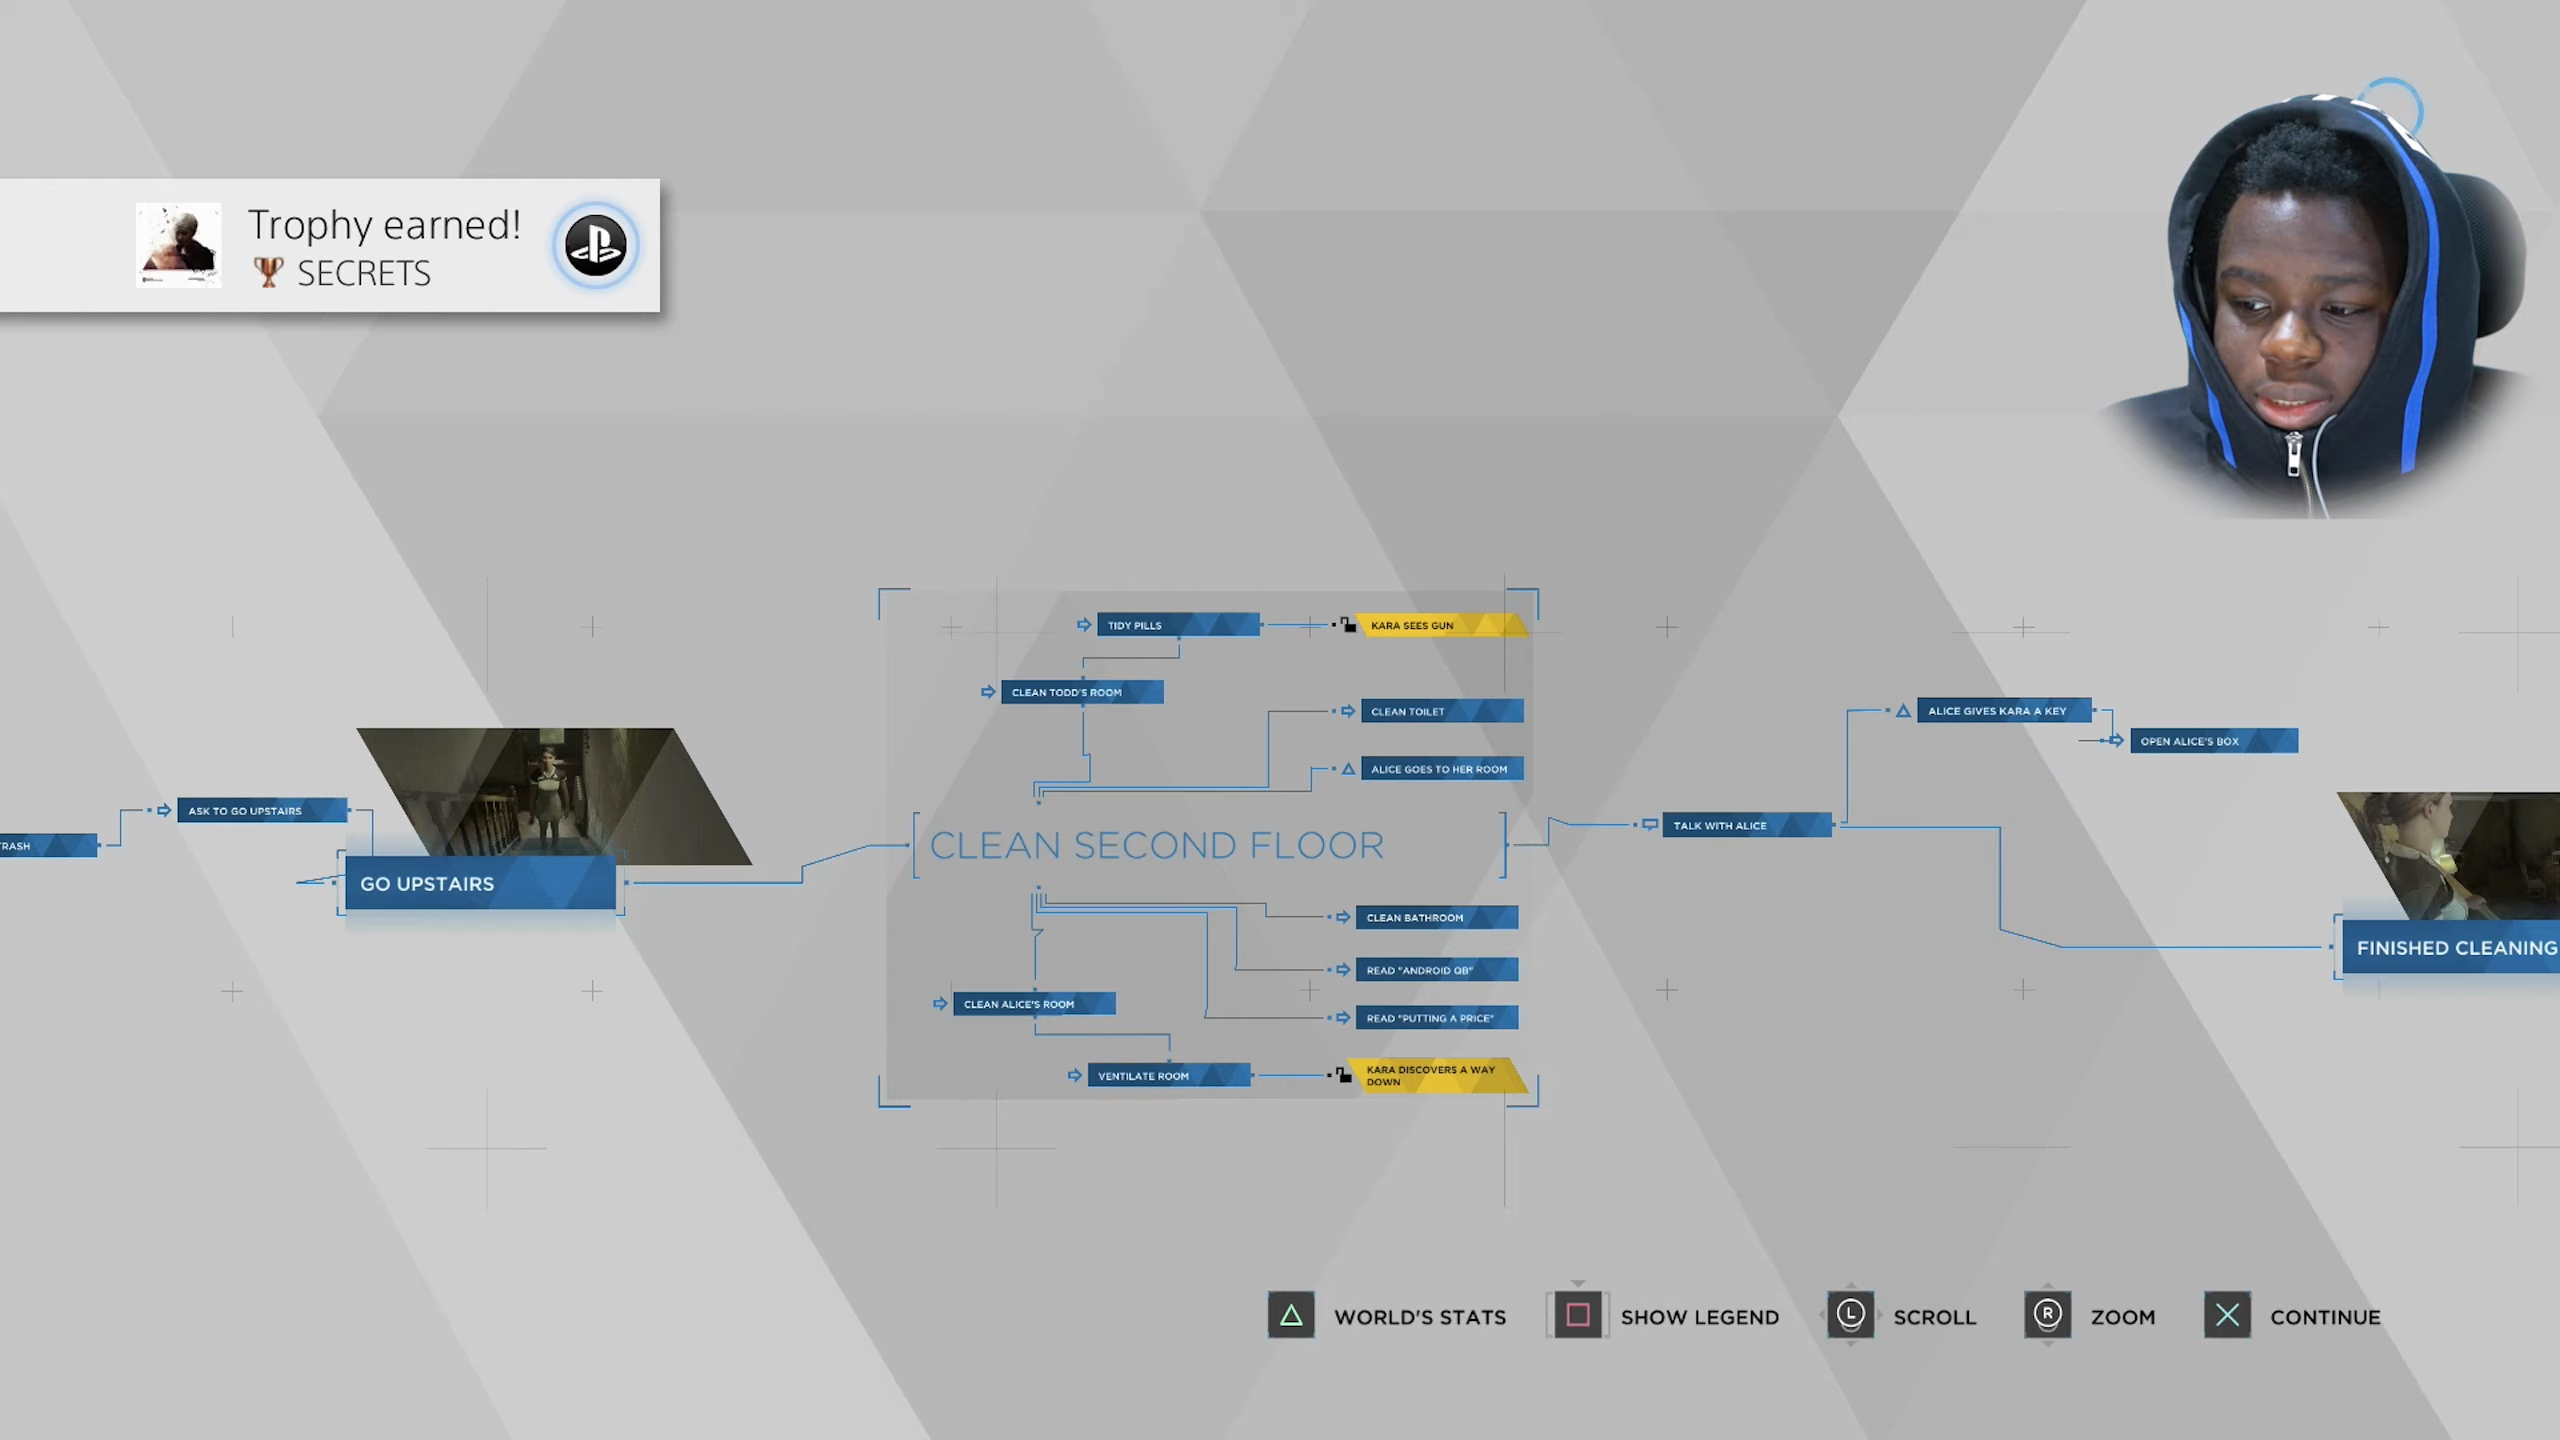 Trophy earned!
SECRETS
TIDY PILLS
KARA SEES GUN
CLEAN TODD'S ROOM
CLEAN TOILET
ALICE GIVES KARA A KEY
OPEN ALICE'S BOX
ALICE GOES TO HER ROOM
ASK TO GO UPSTAIRS
TRASH
CLEAN SECOND FLOOR
TALK WITH ALICE
GO UPSTAIRS
CLEAN BATHROOM
FINISHED CLEANING
READ "ANDROID QB"
CLEAN ALICE'S ROOM
READ "PUTTING A PRICE"
VENTILATE ROOM
KARA DISCOVERS A WAY
DOWN
WORLD'S STATS
SHOW LEGEND
L
SCROLL
R
ZOOM
CONTINUE